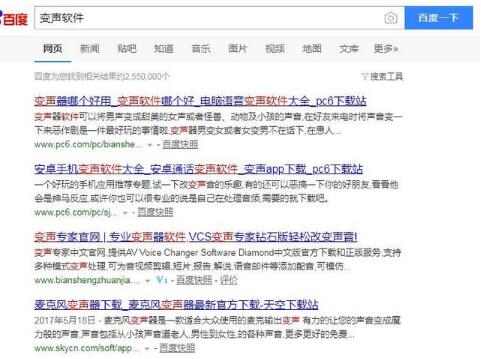 百度 变声软件 百度一下
网页 新闻 贴吧 知道 音乐 图片 视频 地图 文库 更多»
百度为您找到相关结果约2,550,000个 搜索工具
变声器哪个好用_变声软件哪个好_电脑语音变声软件大全_pc6下载站
变声器软件可以将男声变成甜美的女声或者怪兽、动物及小孩的声音,在好友来电时将声音变一
下来恶作剧是一件最好玩的事情啦,变声器男变女或者女变男不在话下,在愚人...
www.pc6.com/pc/bianshe... - 百度快照
安卓手机变声软件大全_安卓通话变声软件_变声app下载_pc6下载站
一个好玩的手机应用推荐专题,试一下改变声音的乐趣,有的还可以恶搞一下你的好朋友,看看他
会是神马反应,或许你也可以很专业的说是自己在处理音频,需要的就下载吧。
www.pc6.com/pc/sj... - 百度快照
变声专家官网 | 专业变声器软件,VCS变声专家钻石版轻松改变声音!
变声专家中文官网,提供AV Voice Changer Software Diamond中文版官方下载和正版服务,支持
多种模式变声处理,可为音视频剪辑,短片,报告,解说,语音邮件等添加配音,可模仿...
www.bianshengzhuanjia.... V1 - 百度快照 - 评价
麦克风变声器下载_麦克风变声器最新官方下载-天空下载站
2017年5月18日 - 麦克风变声器是一款适合大众使用的麦克输出变声 有力的让您的声音变成魔
力般的声音,声音包括从小孩声音道老人,男性到女性,的各种声音,更多更好的免费...
www.skycn.com/soft/app... - 百度快照